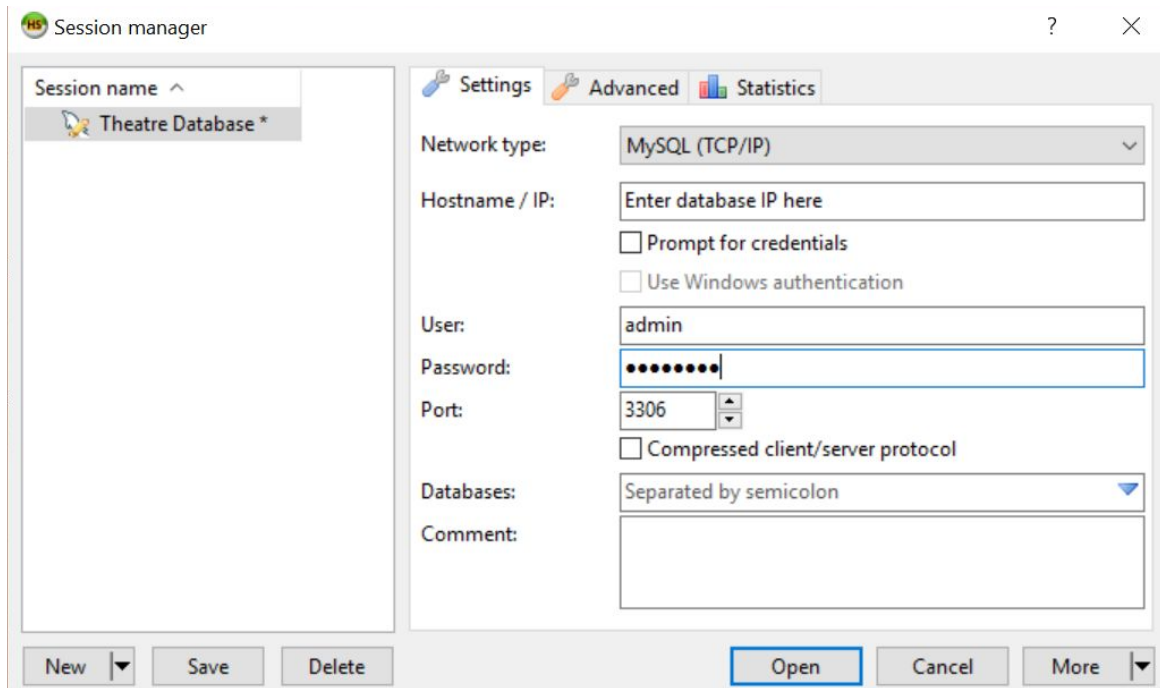 HS Session manager ?
Session name
Theatre Database *
Settings Advanced Statistics
Network type: MySQL (TCP/IP)
Hostname / IP: Enter database IP here
Prompt for credentials
Use Windows authentication
User: admin
Password: ••••••••
Port: 3306
Compressed client/server protocol
Databases: Separated by semicolon
Comment:
New Save Delete Open Cancel More